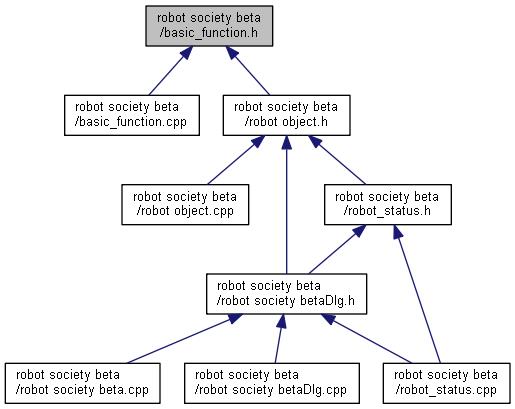 robot society beta
/basic_function.h
robot society beta
/basic_function.cpp
robot society beta
/robot object.h
robot society beta
/robot object.cpp
robot society beta
/robot_status.h
robot society beta
/robot society betaDlg.h
robot society beta
/robot society beta.cpp
robot society beta
/robot society betaDlg.cpp
robot society beta
/robot_status.cpp